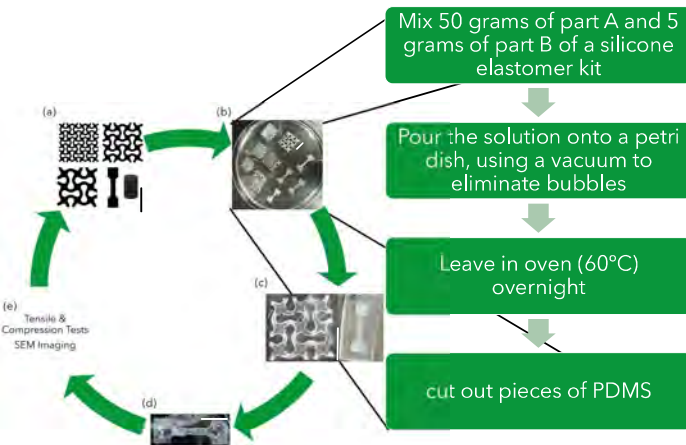 Mix 50 grams of part A and 5
grams of part B of a silicone
elastomer kit
(a)
(b)
Pour the solution onto a petri
dish, using a vacuum to
eliminate bubbles
Leave in oven (60°C)
overnight
(c)
(e)
Tensile &
Compression Tests
SEM Imaging
cut out pieces of PDMS
(d)